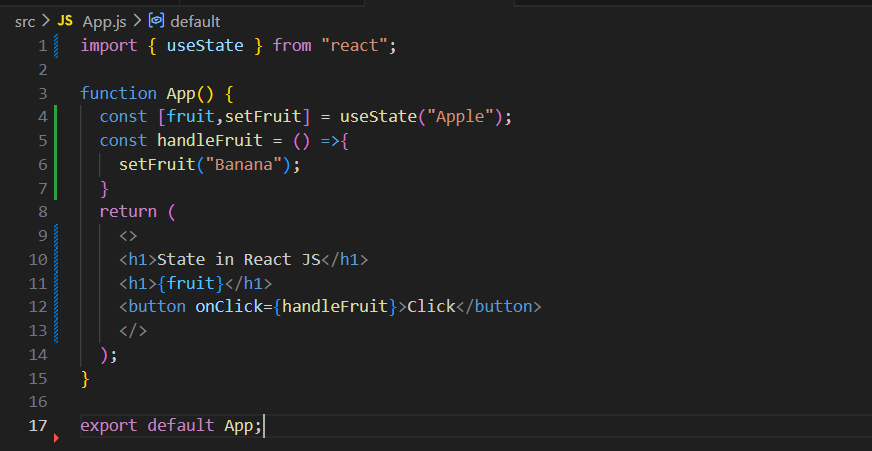 src > JS App.js > default
1 import { useState } from "react";
2
3 function App() {
4 const [fruit,setFruit] = useState("Apple");
5 const handleFruit = () =>{
6 setFruit("Banana");
7 }
8 return (
9 <>
10 <h1>State in React JS</h1>
11 <h1>{fruit}</h1>
12 <button onClick={handleFruit}>Click</button>
13 </>
14 );
15 }
16
17 export default App;